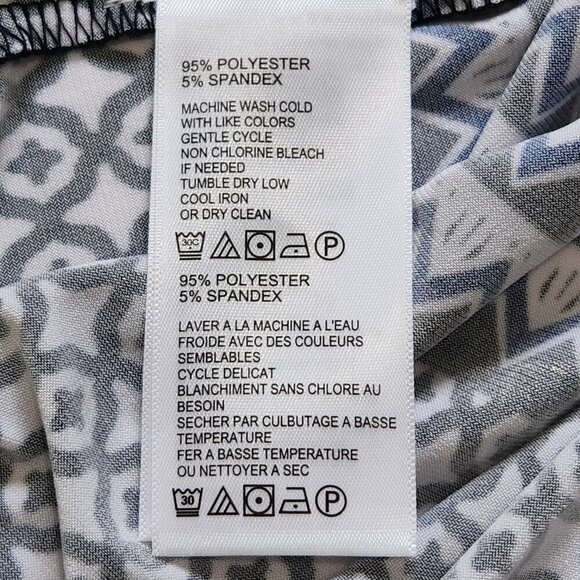 95% POLYESTER
5% SPANDEX
MACHINE WASH COLD
WITH LIKE COLORS
GENTLE CYCLE
NON CHLORINE BLEACH
IF NEEDED
TUMBLE DRY LOW
COOL IRON
OR DRY CLEAN
30C P
95% POLYESTER
5% SPANDEX
LAVER A LA MACHINE A L'EAU
FROIDE AVEC DES COULEURS
SEMBLABLES
CYCLE DELICAT
BLANCHIMENT SANS CHLORE AU
BESOIN
SECHER PAR CULBUTAGE A BASSE
TEMPERATURE
FER A BASSE TEMPERATURE
OU NETTOYER A SEC
30 P